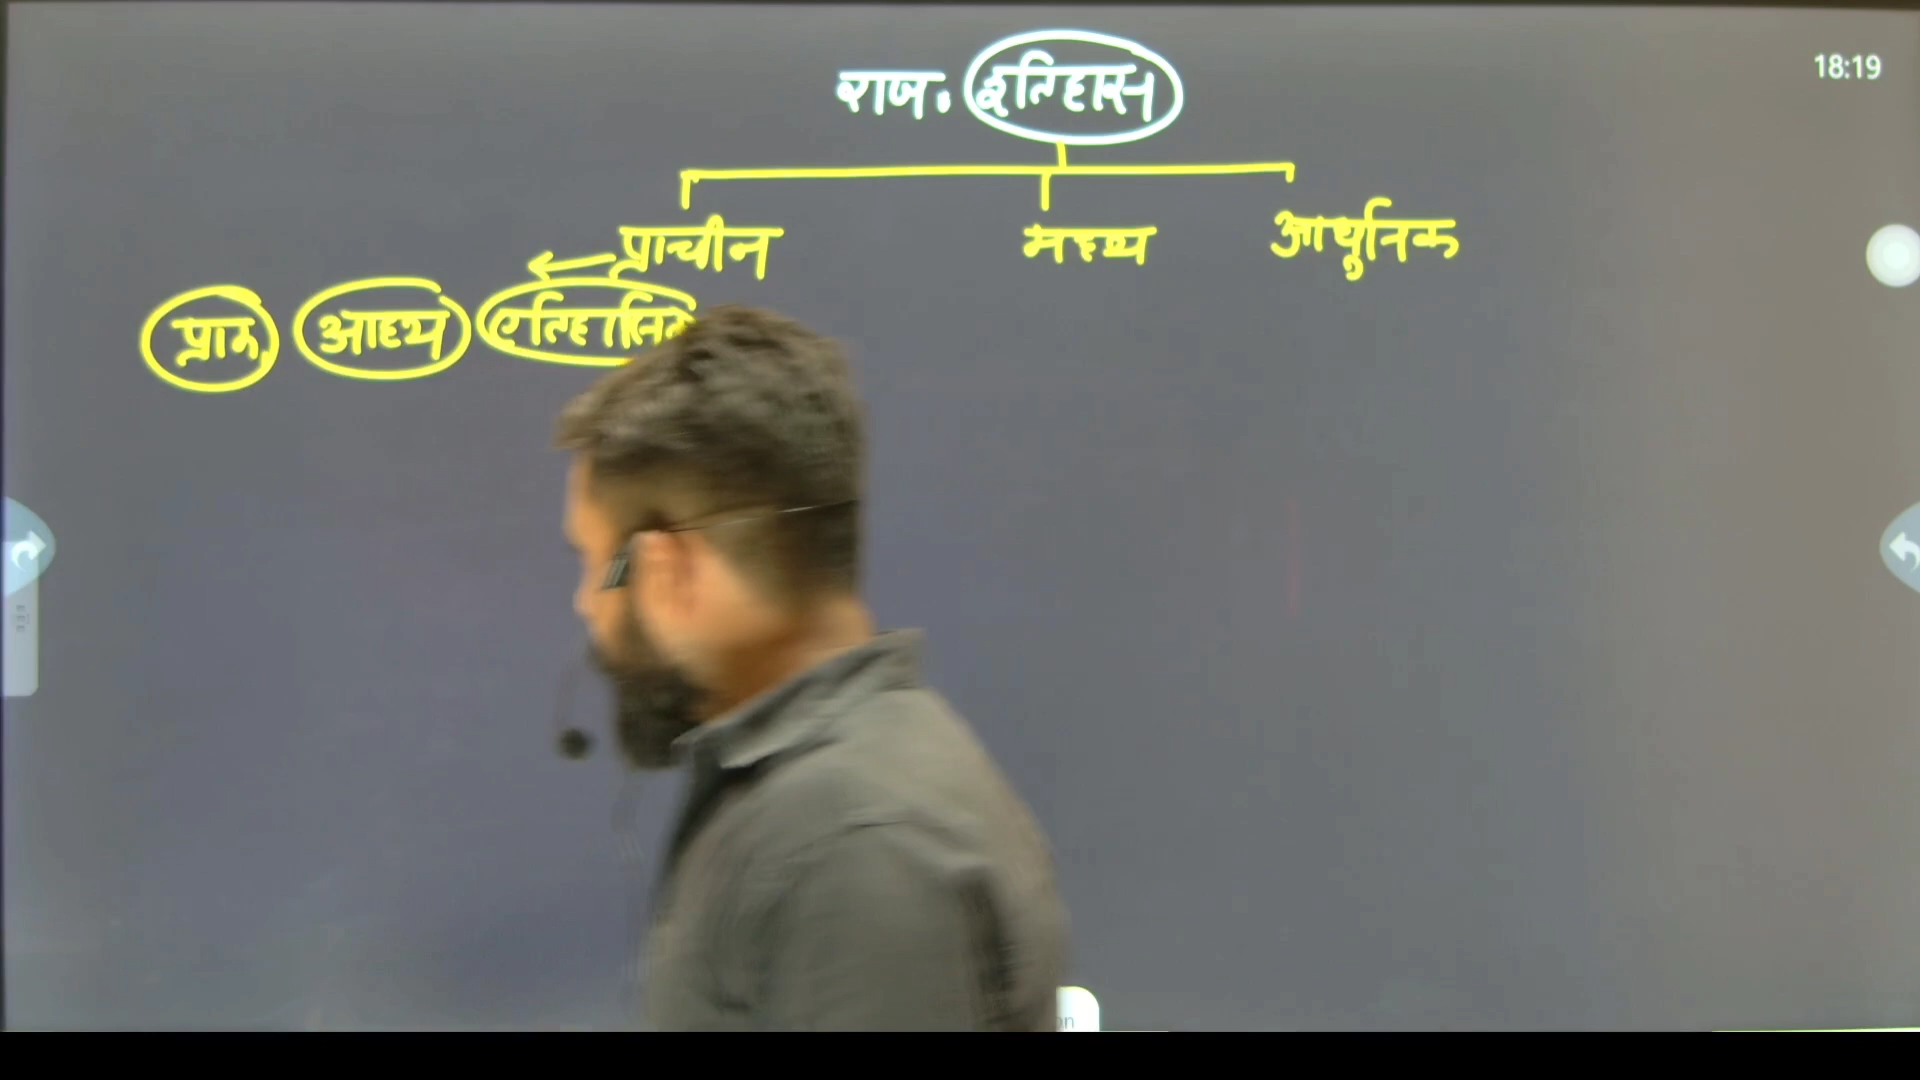 18:19
राज. इतिहास
प्राचीन मध्य आधुनिक
प्राग. आद्य